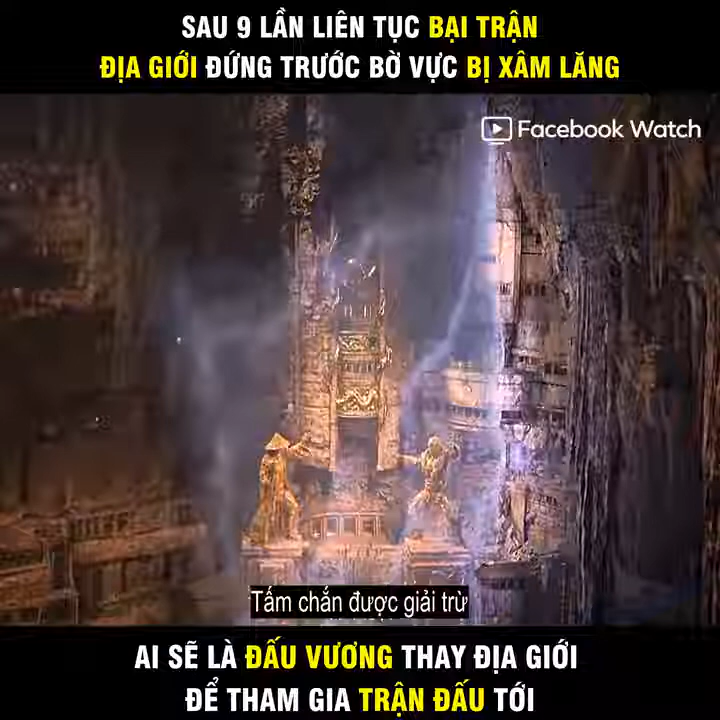 SAU 9 LẦN LIÊN TỤC BẠI TRẬN
ĐỊA GIỚI ĐỨNG TRƯỚC BỜ VỰC BỊ XÂM LĂNG
Facebook Watch
Tấm chắn được giải trừ
AI SẼ LÀ ĐẤU VƯƠNG THAY ĐỊA GIỚI
ĐỂ THAM GIA TRẬN ĐẤU TỚI